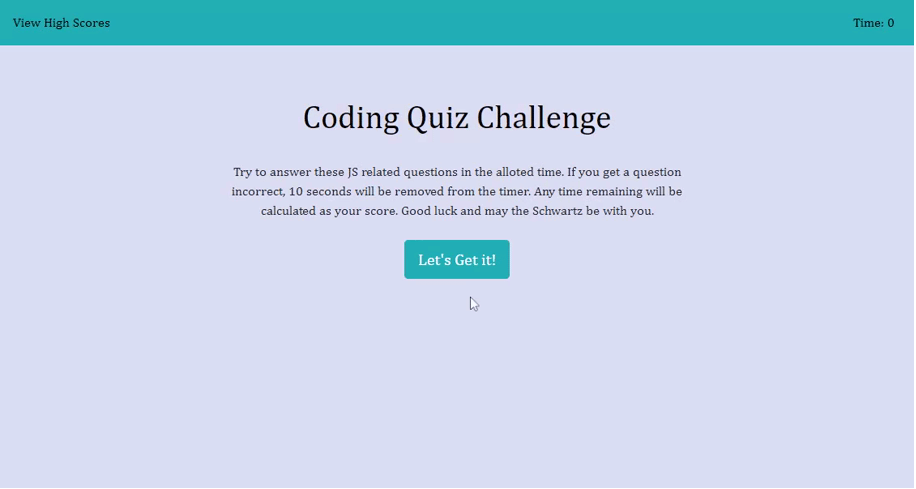 View High Scores
Time: 0
Coding Quiz Challenge
Try to answer these JS related questions in the alloted time. If you get a question
incorrect, 10 seconds will be removed from the timer. Any time remaining will be
calculated as your score. Good luck and may the Schwartz be with you.
Let's Get it!